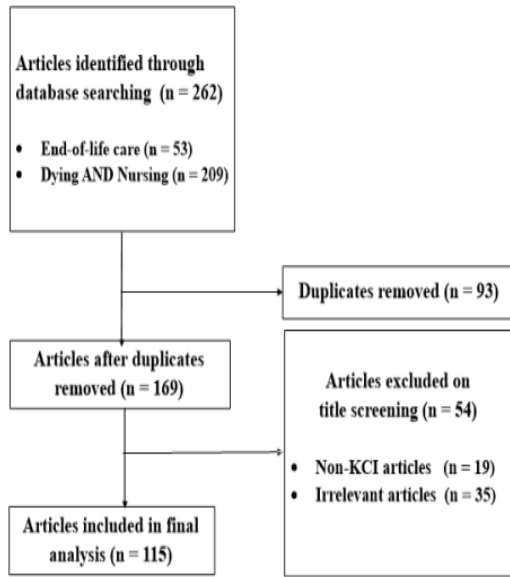 Articles identified through
database searching (n = 262)
• End-of-life care (n = 53)
• Dying AND Nursing (n = 209)
Duplicates removed (n = 93)
Articles after duplicates
removed (n = 169)
Articles excluded on
title screening (n = 54)
• Non-KCI articles (n = 19)
• Irrelevant articles (n = 35)
Articles included in final
analysis (n = 115)